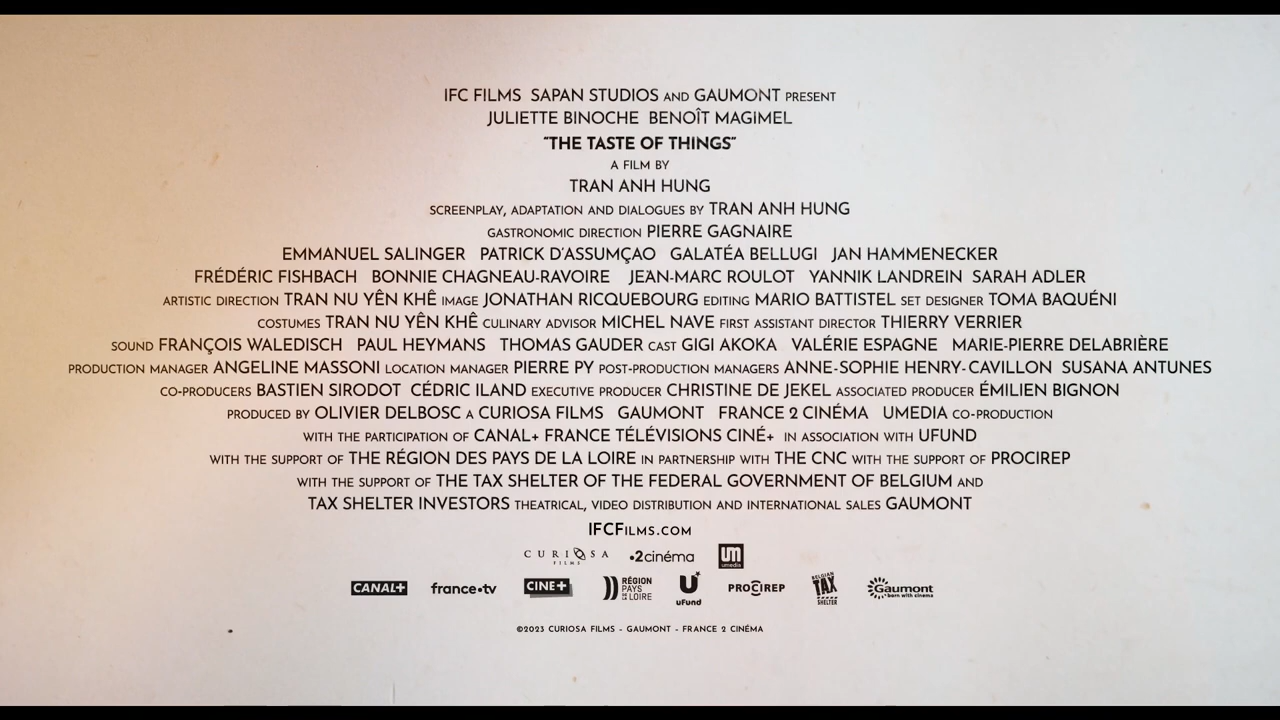 IFC FILMS SAPAN STUDIOS AND GAUMONT PRESENT
JULIETTE BINOCHE BENOÎT MAGIMEL
"THE TASTE OF THINGS"
A FILM BY
TRAN ANH HUNG
SCREENPLAY, ADAPTATION AND DIALOGUES BY TRAN ANH HUNG
GASTRONOMIC DIRECTION PIERRE GAGNAIRE
EMMANUEL SALINGER PATRICK D'ASSUMÇAO GALATÉA BELLUGI JAN HAMMENECKER
FRÉDÉRIC FISHBACH BONNIE CHAGNEAU-RAVOIRE JEAN-MARC ROULOT YANNIK LANDREIN SARAH ADLER
ARTISTIC DIRECTION TRAN NU YÊN KHÊ IMAGE JONATHAN RICQUEBOURG EDITING MARIO BATTISTEL SET DESIGNER TOMA BAQUÉNI
COSTUMES TRAN NU YÊN KHÊ CULINARY ADVISOR MICHEL NAVE FIRST ASSISTANT DIRECTOR THIERRY VERRIER
SOUND FRANÇOIS WALEDISCH PAUL HEYMANS THOMAS GAUDER CAST GIGI AKOKA VALÉRIE ESPAGNE MARIE-PIERRE DELABRIÈRE
PRODUCTION MANAGER ANGELINE MASSONI LOCATION MANAGER PIERRE PY POST-PRODUCTION MANAGERS ANNE-SOPHIE HENRY-CAVILLON SUSANA ANTUNES
CO-PRODUCERS BASTIEN SIRODOT CÉDRIC ILAND EXECUTIVE PRODUCER CHRISTINE DE JEKEL ASSOCIATED PRODUCER ÉMILIEN BIGNON
PRODUCED BY OLIVIER DELBOSC A CURIOSA FILMS GAUMONT FRANCE 2 CINÉMA UMEDIA CO-PRODUCTION
WITH THE PARTICIPATION OF CANAL+ FRANCE TÉLÉVISIONS CINÉ+ IN ASSOCIATION WITH UFUND
WITH THE SUPPORT OF THE RÉGION DES PAYS DE LA LOIRE IN PARTNERSHIP WITH THE CNC WITH THE SUPPORT OF PROCIREP
WITH THE SUPPORT OF THE TAX SHELTER OF THE FEDERAL GOVERNMENT OF BELGIUM AND
TAX SHELTER INVESTORS THEATRICAL, VIDEO DISTRIBUTION AND INTERNATIONAL SALES GAUMONT
IFCFILMS.COM
CURIOSA FILMS •2cinéma um umedia
CANAL+ france•tv CINE+ RÉGION PAYS DE LA LOIRE uFund PROCIREP BELGIAN TAX SHELTER Gaumont born with cinema
©2023 CURIOSA FILMS - GAUMONT - FRANCE 2 CINÉMA